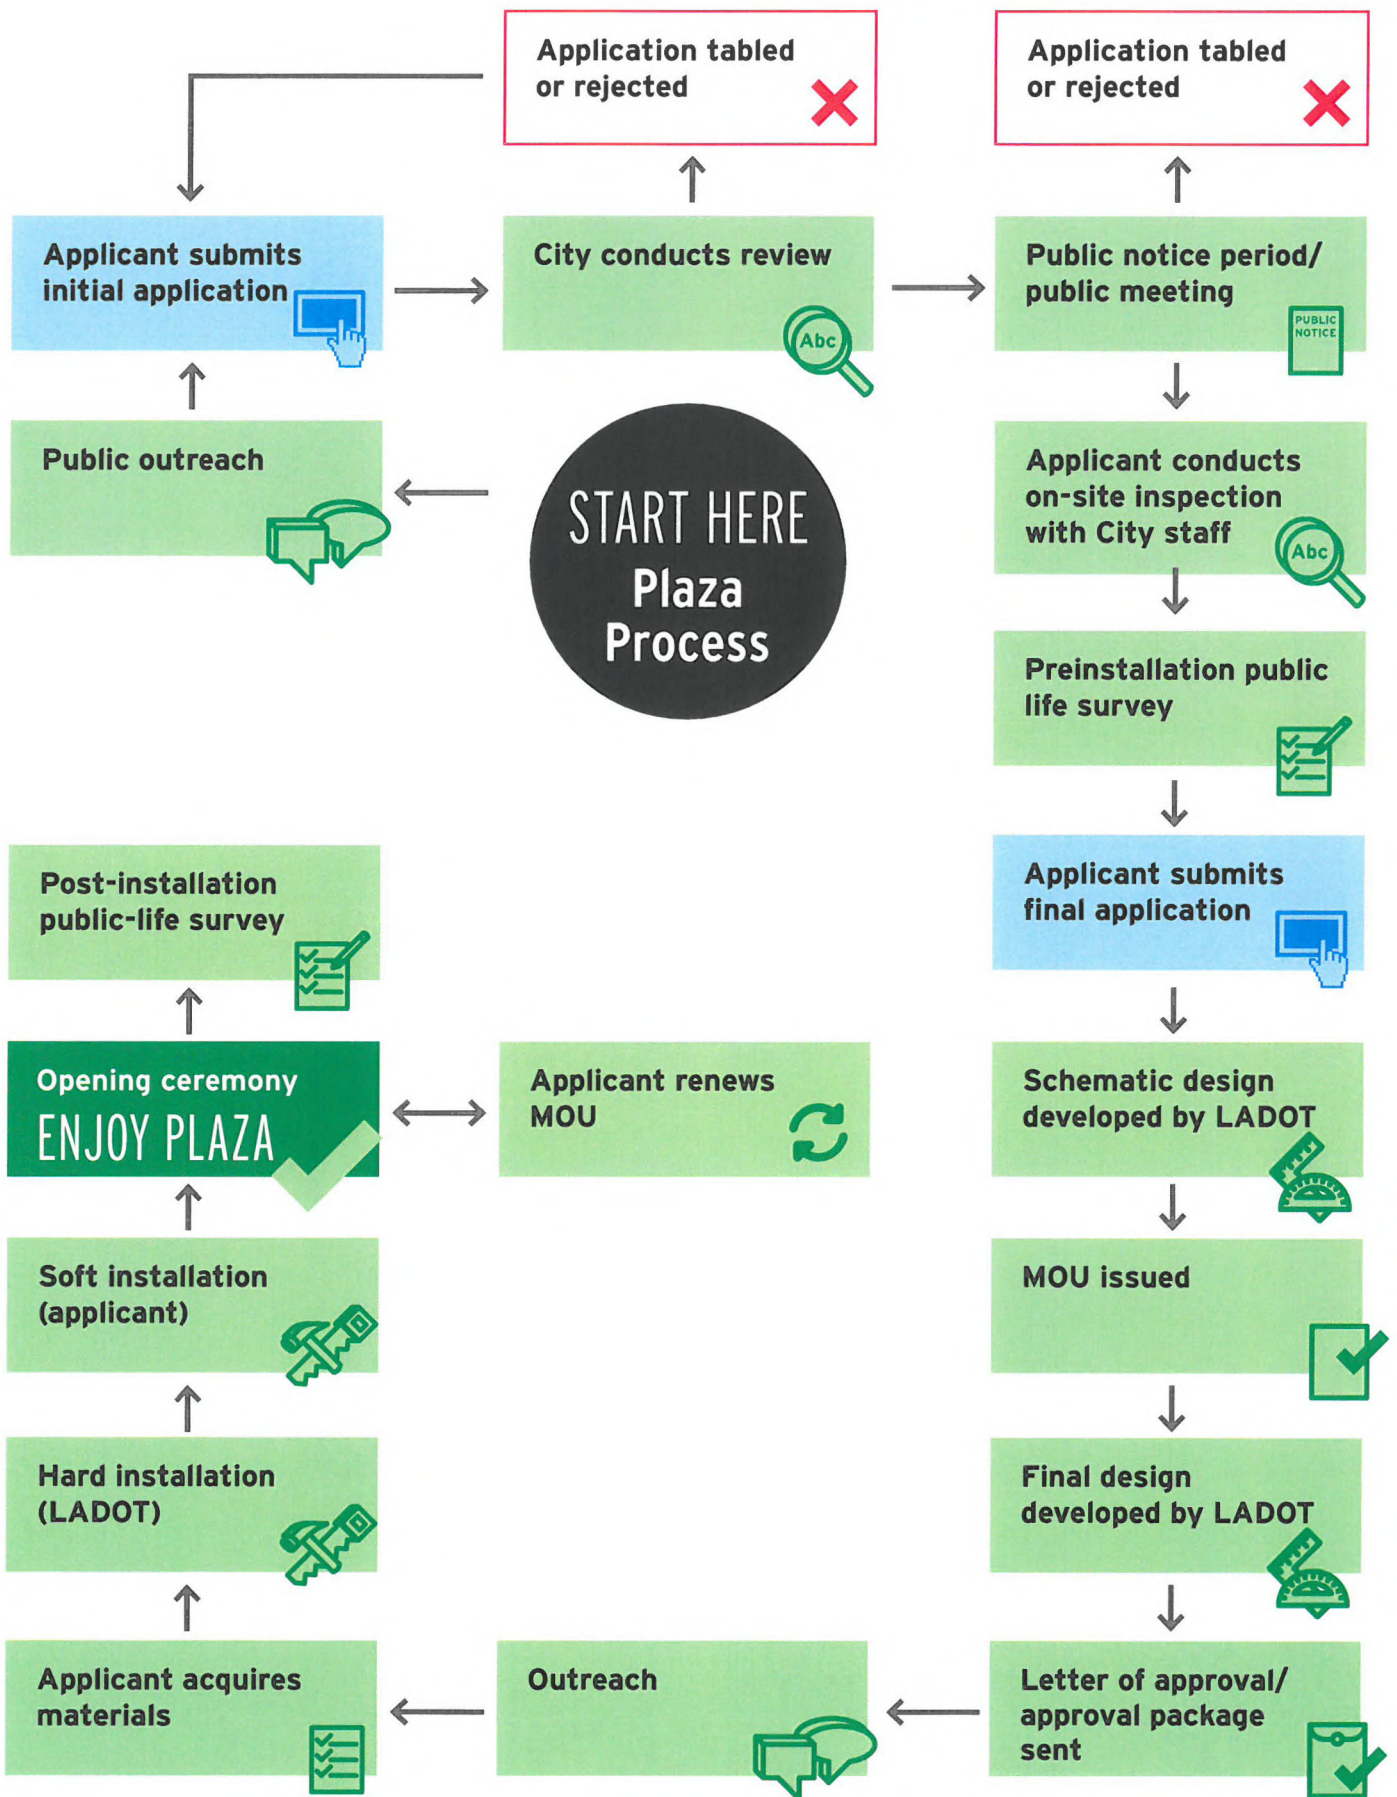 Application tabled
or rejected
Application tabled
or rejected
Applicant submits
initial application
City conducts review
Abc
Public notice period/
public meeting
PUBLIC
NOTICE
Public outreach
START HERE
Plaza
Process
Applicant conducts
on-site inspection
with City staff
Abc
Preinstallation public
life survey
Post-installation
public-life survey
Applicant submits
final application
Opening ceremony
ENJOY PLAZA
Applicant renews
MOU
Schematic design
developed by LADOT
Soft installation
(applicant)
MOU issued
Hard installation
(LADOT)
Final design
developed by LADOT
Applicant acquires
materials
Outreach
Letter of approval/
approval package
sent